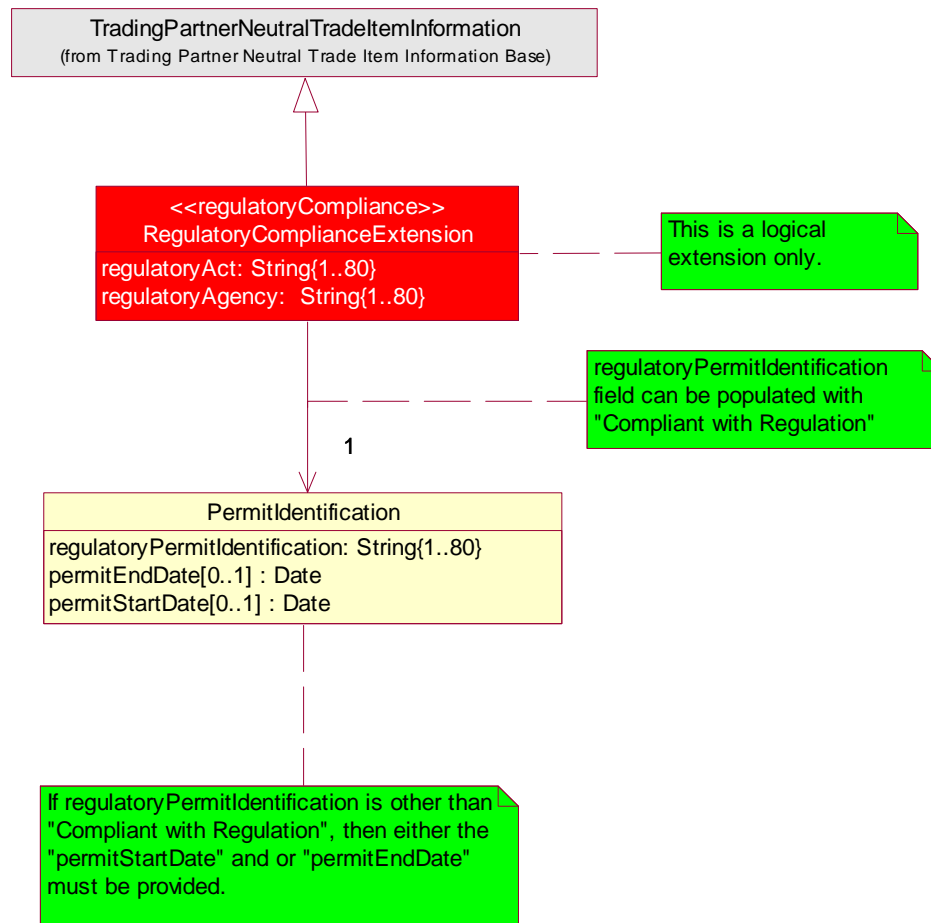 TradingPartnerNeutralTradeItemInformation
(from Trading Partner Neutral Trade Item Information Base)
<<regulatoryCompliance>>
RegulatoryComplianceExtension
regulatoryAct: String{1..80}
regulatoryAgency:  String{1..80}
This is a logical
extension only.
regulatoryPermitIdentification
field can be populated with
"Compliant with Regulation"
1
PermitIdentification
regulatoryPermitIdentification: String{1..80}
permitEndDate[0..1] : Date
permitStartDate[0..1] : Date
If regulatoryPermitIdentification is other than
"Compliant with Regulation", then either the
"permitStartDate" and or "permitEndDate"
must be provided.